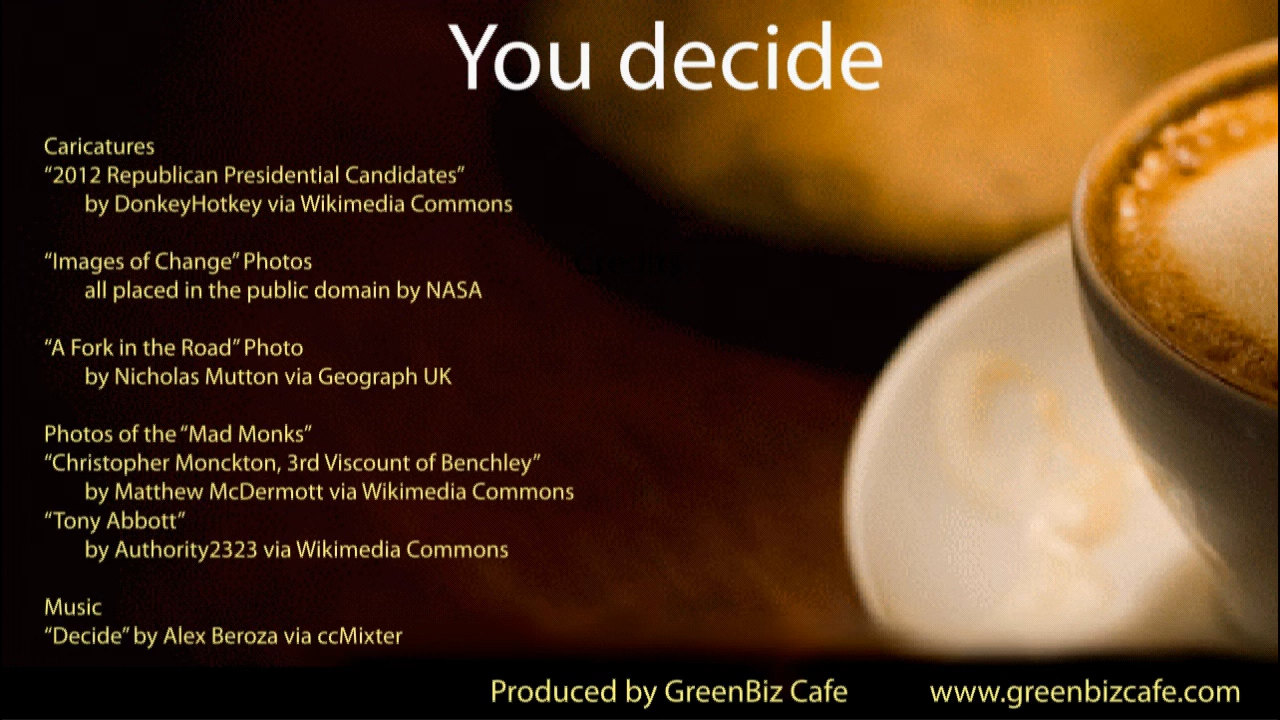 You decide
Caricatures
“2012 Republican Presidential Candidates”
by DonkeyHotkey via Wikimedia Commons
“Images of Change” Photos
all placed in the public domain by NASA
“A Fork in the Road” Photo
by Nicholas Mutton via Geograph UK
Photos of the “Mad Monks”
“Christopher Monckton, 3rd Viscount of Benchley”
by Matthew McDermott via Wikimedia Commons
“Tony Abbott”
by Authority2323 via Wikimedia Commons
Music
“Decide” by Alex Beroza via ccMixter
Produced by GreenBiz Cafe www.greenbizcafe.com